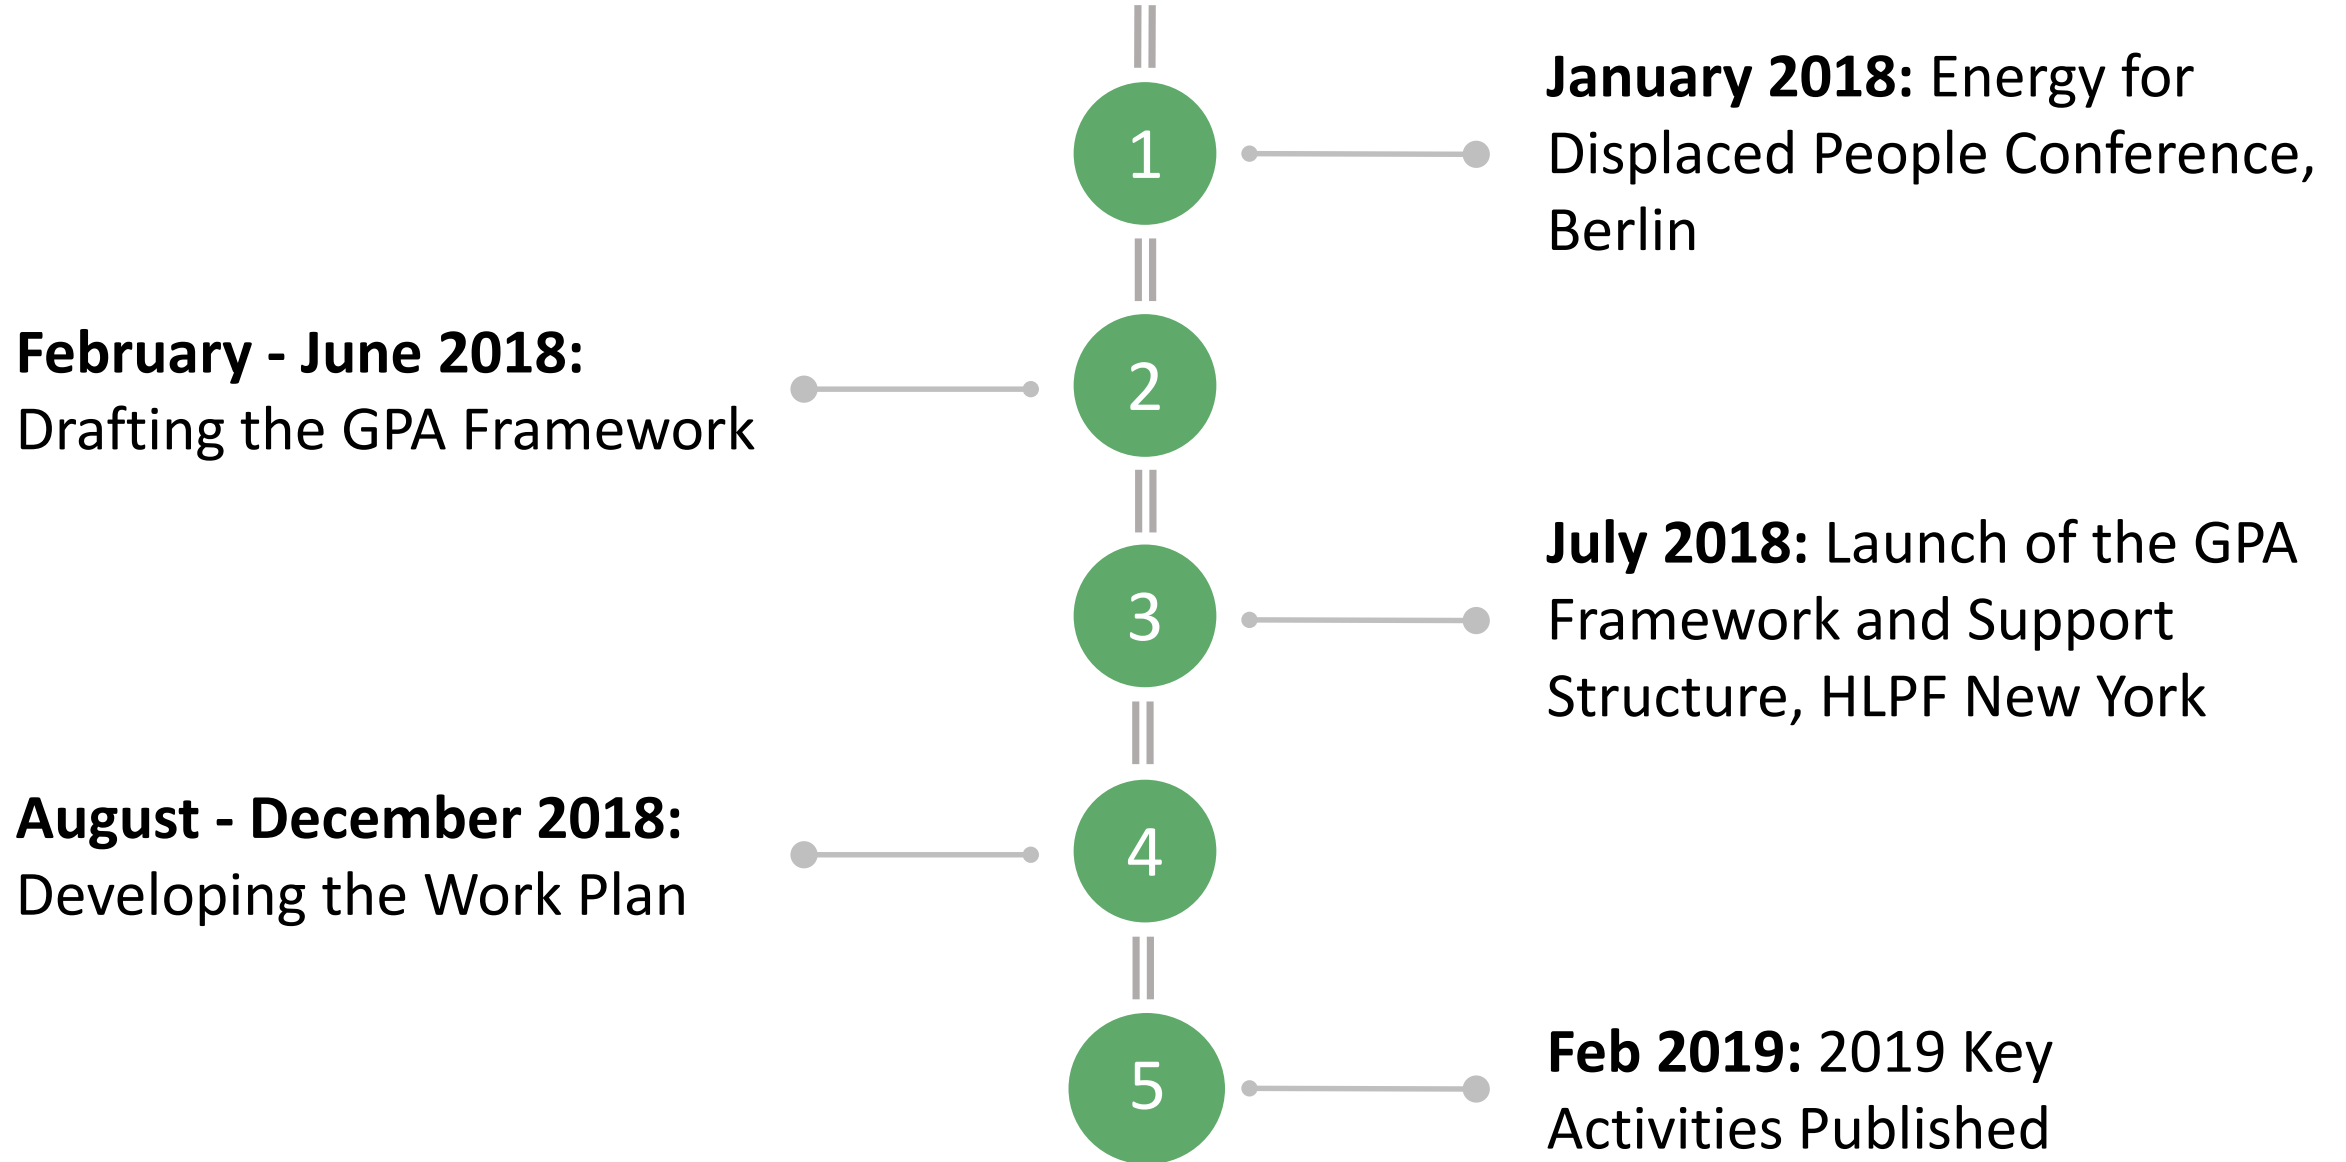 1
January 2018: Energy for
Displaced People Conference,
Berlin
2
February - June 2018:
Drafting the GPA Framework
3
July 2018: Launch of the GPA
Framework and Support
Structure, HLPF New York
4
August - December 2018:
Developing the Work Plan
5
Feb 2019: 2019 Key
Activities Published